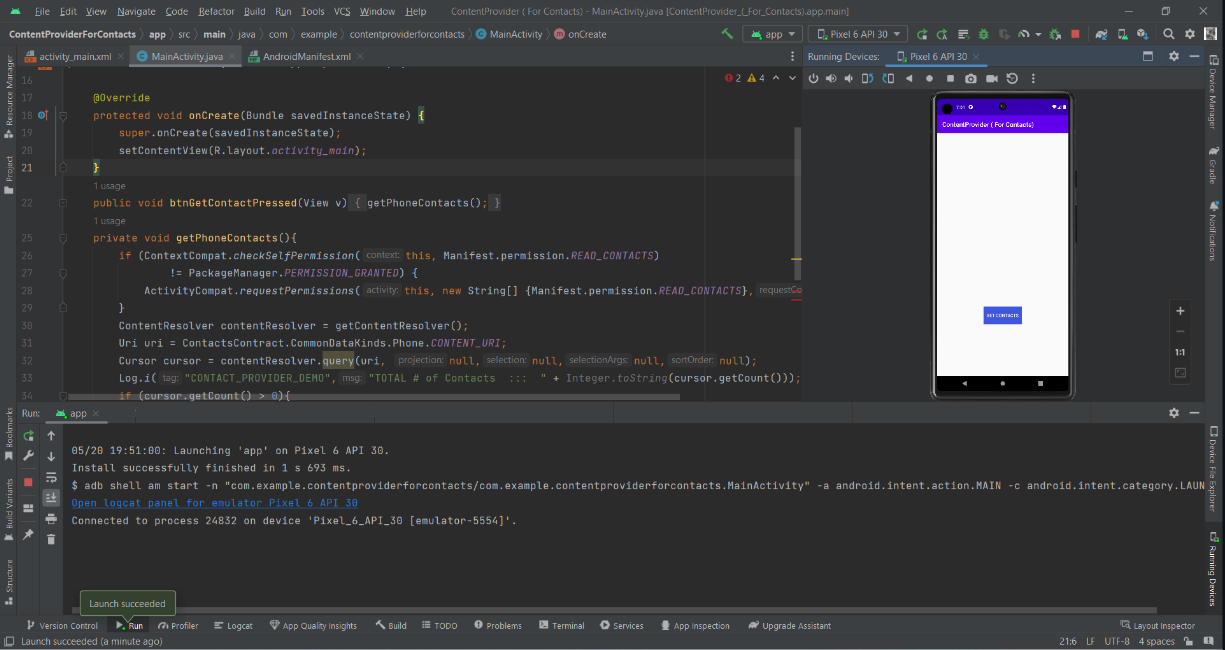 File Edit View Navigate Code Refactor Build Run Tools VCS Window Help ContentProvider ( For Contacts) - MainActivity.java [ContentProvider_(_For_Contacts).app.main]
ContentProviderForContacts app src main java com example contentproviderforcontacts MainActivity onCreate app Pixel 6 API 30
activity_main.xml MainActivity.java AndroidManifest.xml Running Devices: Pixel 6 API 30
16 2 4
17 @Override
18 protected void onCreate(Bundle savedInstanceState) {
19 super.onCreate(savedInstanceState);
20 setContentView(R.layout.activity_main);
21 }
1 usage
22 public void btnGetContactPressed(View v) { getPhoneContacts(); }
1 usage
25 private void getPhoneContacts(){
26 if (ContextCompat.checkSelfPermission( context: this, Manifest.permission.READ_CONTACTS)
27 != PackageManager.PERMISSION_GRANTED) {
28 ActivityCompat.requestPermissions( activity: this, new String[] {Manifest.permission.READ_CONTACTS}, requestCo
29 }
30 ContentResolver contentResolver = getContentResolver();
31 Uri uri = ContactsContract.CommonDataKinds.Phone.CONTENT_URI;
32 Cursor cursor = contentResolver.query(uri, projection: null, selection: null, selectionArgs: null, sortOrder: null);
33 Log.i( tag: "CONTACT_PROVIDER_DEMO", msg: "TOTAL # of Contacts ::: " + Integer.toString(cursor.getCount()));
34 if (cursor.getCount() > 0){
7:51
ContentProvider ( For Contacts)
GET CONTACTS
1:1
Resource Manager
Project
Bookmarks
Build Variants
Structure
Device Manager
Gradle
Notifications
Device File Explorer
Running Devices
Run: app
05/20 19:51:00: Launching 'app' on Pixel 6 API 30.
Install successfully finished in 1 s 693 ms.
$ adb shell am start -n "com.example.contentproviderforcontacts/com.example.contentproviderforcontacts.MainActivity" -a android.intent.action.MAIN -c android.intent.category.LAUN
Open logcat panel for emulator Pixel 6 API 30
Connected to process 24832 on device 'Pixel_6_API_30 [emulator-5554]'.
Launch succeeded
Version Control Run Profiler Logcat App Quality Insights Build TODO Problems Terminal Services App Inspection Upgrade Assistant Layout Inspector
Launch succeeded (a minute ago) 21:6 LF UTF-8 4 spaces